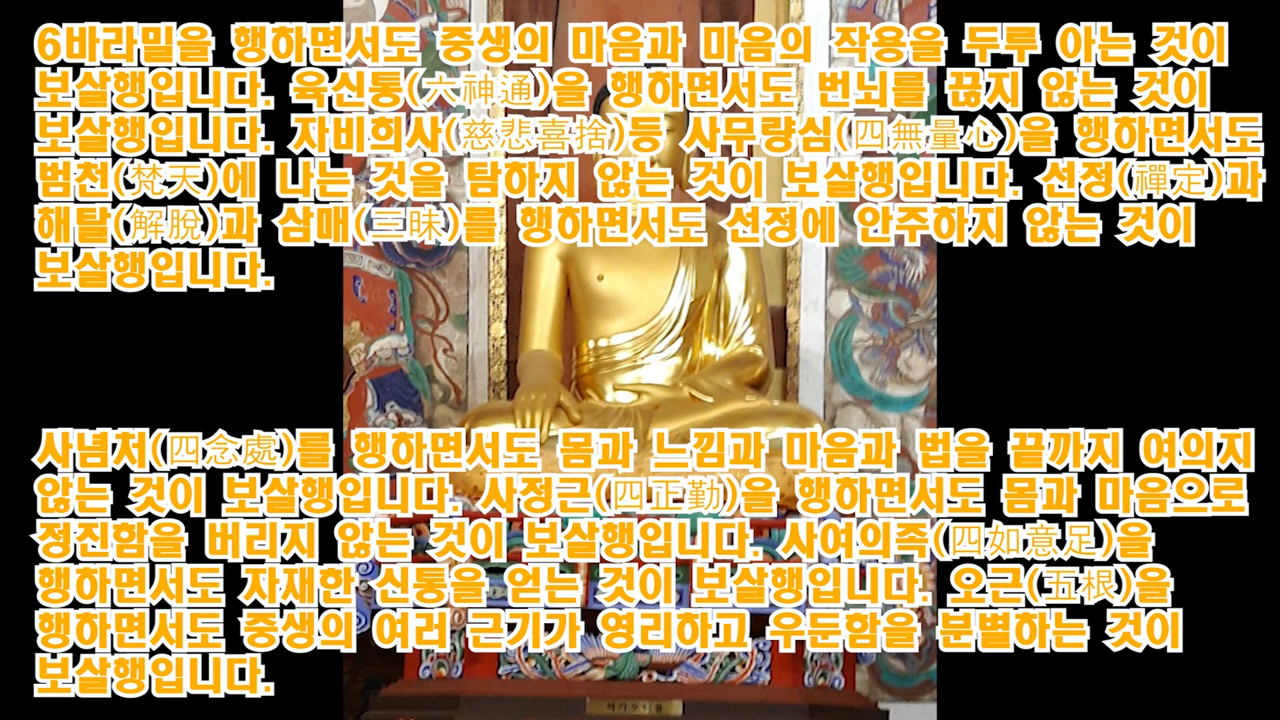 6바라밀을 행하면서도 중생의 마음과 마음의 작용을 두루 아는 것이
보살행입니다. 육신통(六神通)을 행하면서도 번뇌를 끊지 않는 것이
보살행입니다. 자비희사(慈悲喜捨)등 사무량심(四無量心)을 행하면서도
범천(梵天)에 나는 것을 탐하지 않는 것이 보살행입니다. 선정(禪定)과
해탈(解脫)과 삼매(三昧)를 행하면서도 선정에 안주하지 않는 것이
보살행입니다.
사념처(四念處)를 행하면서도 몸과 느낌과 마음과 법을 끝까지 여의지
않는 것이 보살행입니다. 사정근(四正勤)을 행하면서도 몸과 마음으로
정진함을 버리지 않는 것이 보살행입니다. 사여의족(四如意足)을
행하면서도 자재한 신통을 얻는 것이 보살행입니다. 오근(五根)을
행하면서도 중생의 여러 근기가 영리하고 우둔함을 분별하는 것이
보살행입니다.
석가모니불